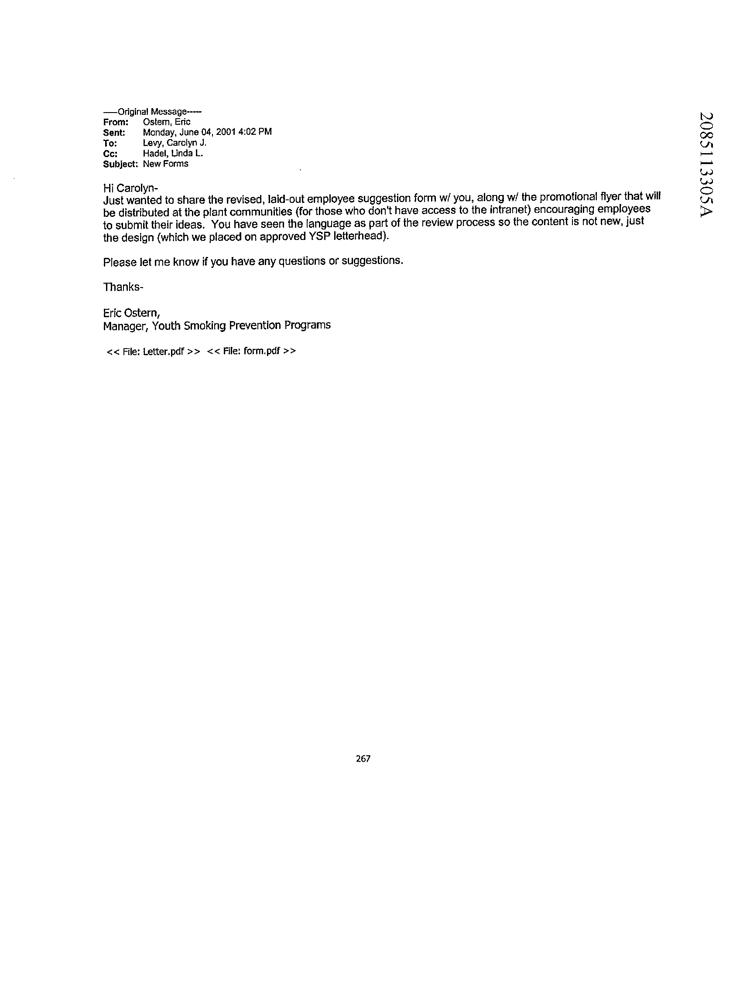 -----Original Message-----
From: Ostern, Eric
Sent: Monday, June 04, 2001 4:02 PM
To: Levy, Carolyn J.
Cc: Hadel, Linda L.
Subject: New Forms
Hi Carolyn-
Just wanted to share the revised, laid-out employee suggestion form w/ you, along w/ the promotional flyer that will
be distributed at the plant communities (for those who don't have access to the intranet) encouraging employees
to submit their ideas. You have seen the language as part of the review process so the content is not new, just
the design (which we placed on approved YSP letterhead).
Please let me know if you have any questions or suggestions.
Thanks-
Eric Ostern,
Manager, Youth Smoking Prevention Programs
<< File: Letter.pdf >> << File: form.pdf >>
267
2085113305A